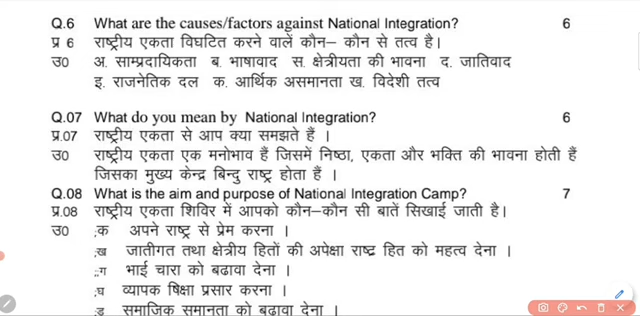 Q.6 What are the causes/factors against National Integration? 6
प्र 6 राष्ट्रीय एकता विघटित करने वालें कौन– कौन से तत्व है।
उ0 अ. साम्प्रदायिकता ब. भाषावाद स. क्षेत्रीयता की भावना द. जातिवाद
इ. राजनेतिक दल क. आर्थिक असमानता ख. विदेशी तत्व
Q.07 What do you mean by National Integration? 6
प्र.07 राष्ट्रीय एकता से आप क्या समझते हैं ।
उ0 राष्ट्रीय एकता एक मनोभाव हैं जिसमें निष्ठा, एकता और भक्ति की भावना होती हैं
जिसका मुख्य केन्द्र बिन्दु राष्ट्र होता हैं ।
Q.08 What is the aim and purpose of National Integration Camp? 7
प्र.08 राष्ट्रीय एकता शिविर में आपको कौन–कौन सी बातें सिखाई जाती है।
उ0 ;क अपने राष्ट्र से प्रेम करना ।
;ख जातीगत तथा क्षेत्रीय हितों की अपेक्षा राष्ट्र हित को महत्व देना ।
;ग भाई चारा को बढावा देना ।
;घ व्यापक षिक्षा प्रसार करना ।
;ड समाजिक समानता को बढावा देना ।